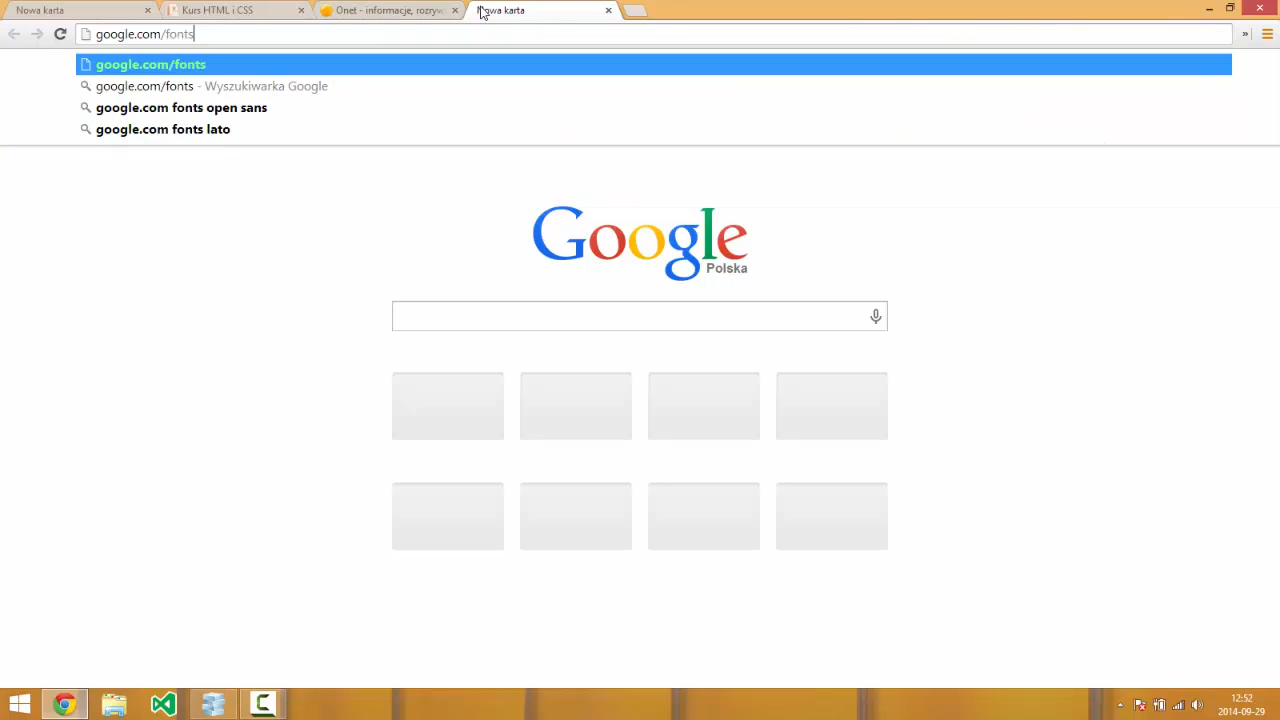 Nowa karta
Kurs HTML i CSS
Onet - informacje, rozryw
Nowa karta
google.com/fonts
google.com/fonts
google.com/fonts - Wyszukiwarka Google
google.com fonts open sans
google.com fonts lato
Google
Polska
12:52
2014-09-29